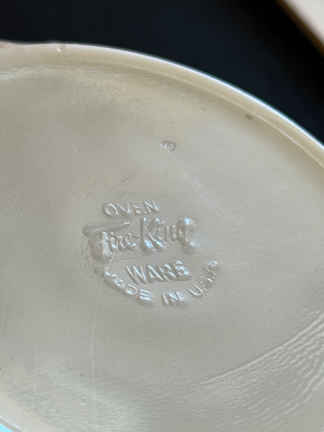 OVEN
Fire-King
WARE
MADE IN U.S.A.